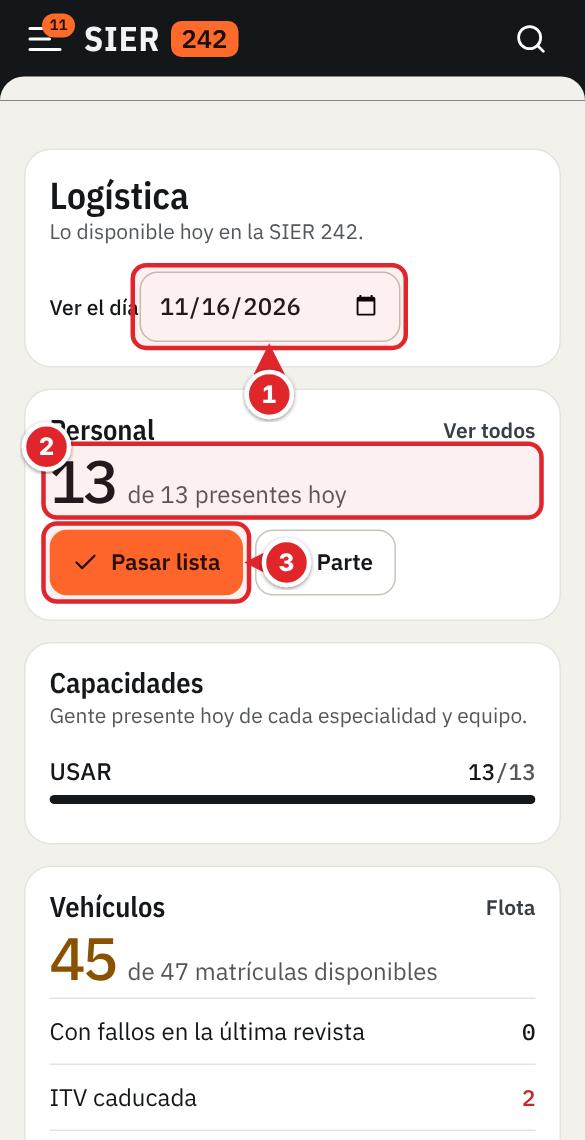 11
SIER 242
Logística
Lo disponible hoy en la SIER 242.
Ver el día 11/16/2026
1
Personal Ver todos
2
13 de 13 presentes hoy
Pasar lista 3 Parte
Capacidades
Gente presente hoy de cada especialidad y equipo.
USAR 13/13
Vehículos Flota
45 de 47 matrículas disponibles
Con fallos en la última revista 0
ITV caducada 2